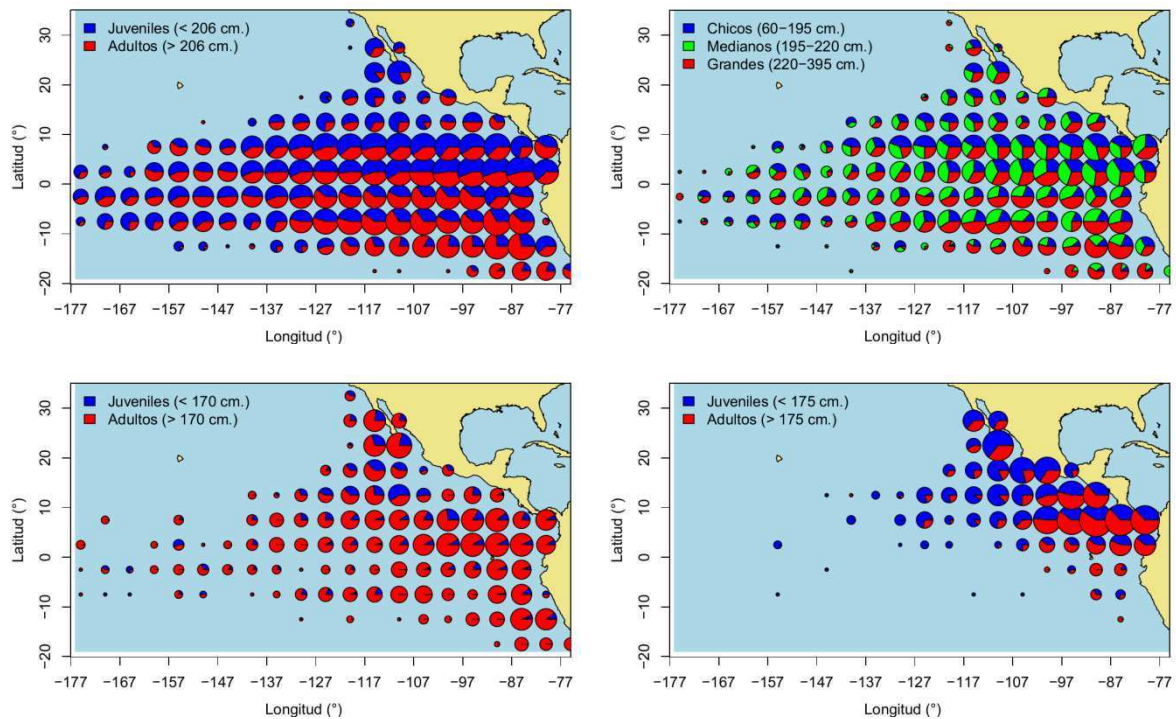 Juveniles (< 206 cm.)
Adultos (> 206 cm.)
Latitud (°)
30
20
10
0
−10
−20
−177 −167 −157 −147 −137 −127 −117 −107 −97 −87 −77
Longitud (°)
Chicos (60−195 cm.)
Medianos (195−220 cm.)
Grandes (220−395 cm.)
Latitud (°)
30
20
10
0
−10
−20
−177 −167 −157 −147 −137 −127 −117 −107 −97 −87 −77
Longitud (°)
Juveniles (< 170 cm.)
Adultos (> 170 cm.)
Latitud (°)
30
20
10
0
−10
−20
−177 −167 −157 −147 −137 −127 −117 −107 −97 −87 −77
Longitud (°)
Juveniles (< 175 cm.)
Adultos (> 175 cm.)
Latitud (°)
30
20
10
0
−10
−20
−177 −167 −157 −147 −137 −127 −117 −107 −97 −87 −77
Longitud (°)